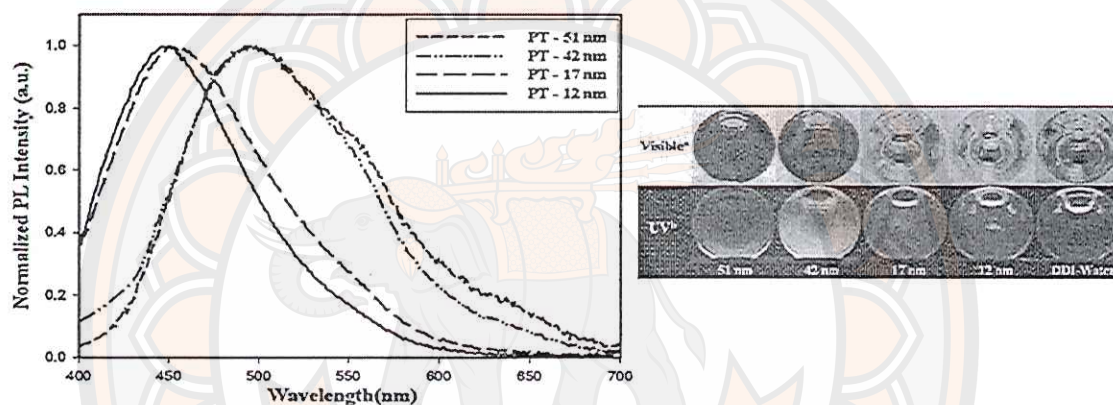 Normalized PL Intensity (a.u.)
1.0
0.8
0.6
0.4
0.2
0.0
400 450 500 550 600 650 700
Wavelength(nm)
PT - 51 nm
PT - 42 nm
PT - 17 nm
PT - 12 nm
Visibleª
UVᵇ
51 nm 42 nm 17 nm 12 nm DDI-Water